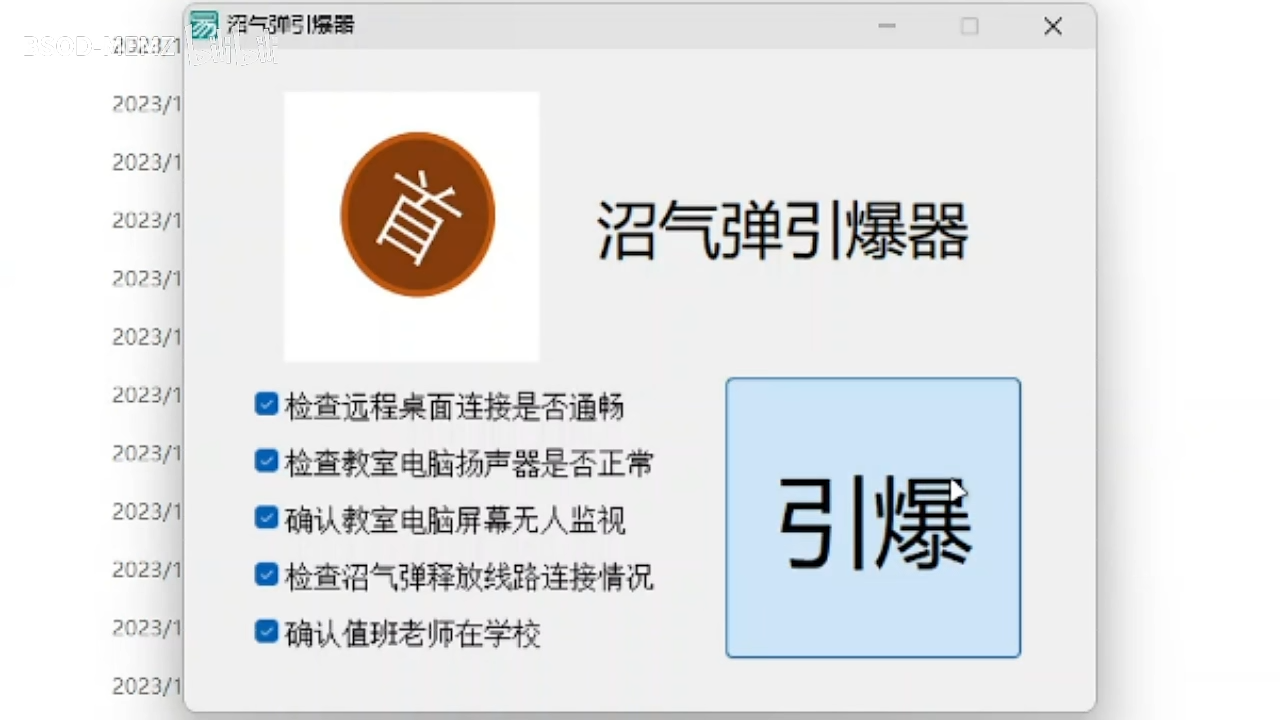 沼气弹引爆器
2023/1
2023/1
2023/1
2023/1
2023/1
2023/1
2023/1
2023/1
2023/1
2023/1
2023/1
2023/1
首
沼气弹引爆器
检查远程桌面连接是否通畅
检查教室电脑扬声器是否正常
确认教室电脑屏幕无人监视
检查沼气弹释放线路连接情况
确认值班老师在学校
引爆